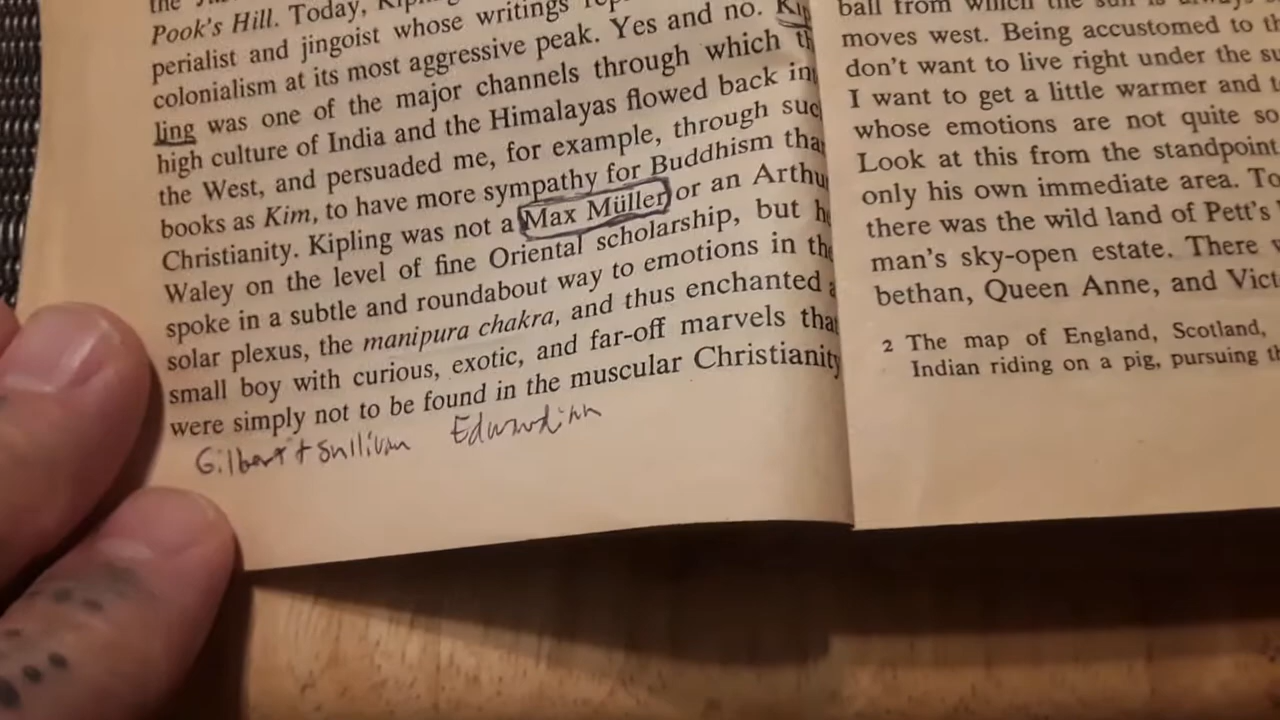 Pook's Hill. Today,
perialist and jingoist whose writings
colonialism at its most aggressive peak. Yes and no. Kip
ling was one of the major channels through which th
high culture of India and the Himalayas flowed back in
the West, and persuaded me, for example, through suc
books as Kim, to have more sympathy for Buddhism tha
Christianity. Kipling was not a Max Müller or an Arthu
Waley on the level of fine Oriental scholarship, but he
spoke in a subtle and roundabout way to emotions in the
solar plexus, the manipura chakra, and thus enchanted a
small boy with curious, exotic, and far-off marvels that
were simply not to be found in the muscular Christianity
Gilbert + Sullivan Edwardian
ball from which the sun is
moves west. Being accustomed to th
don't want to live right under the su
I want to get a little warmer and t
whose emotions are not quite so
Look at this from the standpoint
only his own immediate area. To
there was the wild land of Pett's
man's sky-open estate. There
bethan, Queen Anne, and Vict
2 The map of England, Scotland,
Indian riding on a pig, pursuing th